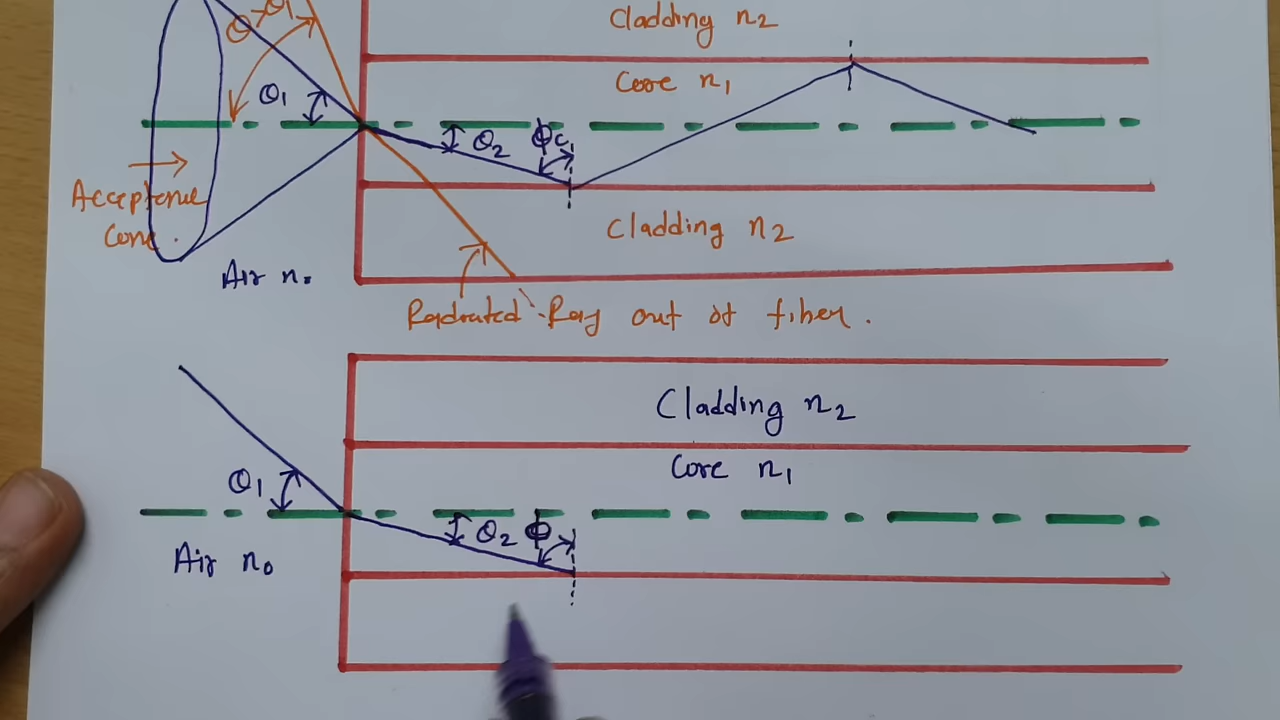 Cladding n2
θ>θ1
Core n1
θ1
θ2 ϕc
Acceptance
Cone.
Cladding n2
Air n0
Radiated Ray out of fiber.
Cladding n2
Core n1
θ1
θ2 ϕ
Air n0